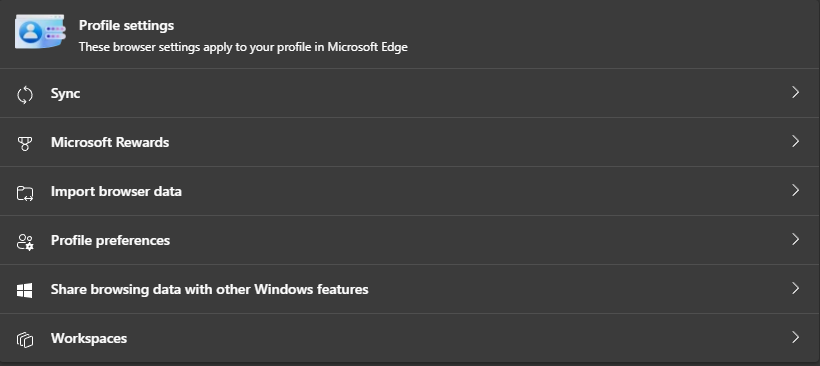 Profile settings
These browser settings apply to your profile in Microsoft Edge
Sync
Microsoft Rewards
Import browser data
Profile preferences
Share browsing data with other Windows features
Workspaces